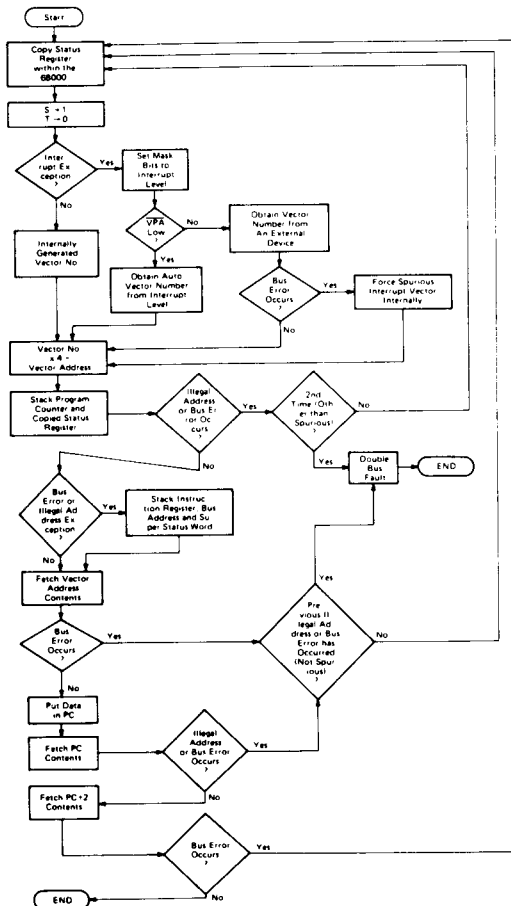 Start
Copy Status
Register
within the
68000
S → 1
T → 0
Inter
rupt Ex
ception
?
Yes
No
Set Mask
Bits to
Interrupt
Level
VPA
Low
?
No
Yes
Obtain Vector
Number from
An External
Device
Internally
Generated
Vector No
Obtain Auto
Vector Number
from Interrupt
Level
Bus
Error
Occurs
?
Yes
No
Force Spurious
Interrupt Vector
Internally
Vector No
x 4 -
Vector Address
Stack Program
Counter and
Copied Status
Register
Illegal
Address
or Bus Er
ror Oc
curs
?
Yes
No
2nd
Time (Oth
er than
Spurious)
?
No
Yes
Double
Bus
Fault
END
Bus
Error or
Illegal Ad
dress Ex
ception
?
Yes
No
Stack Instruc
tion Register, Bus
Address and Su
per Status Word
Fetch Vector
Address
Contents
Bus
Error
Occurs
?
Yes
No
Pre
vious Il
legal Ad
dress or Bus
Error has
Occurred
(Not Spur
ious)
?
Yes
No
Put Data
in PC
Fetch PC
Contents
Illegal
Address
or Bus Error
Occurs
?
Yes
No
Fetch PC+2
Contents
Bus Error
Occurs
?
Yes
No
END